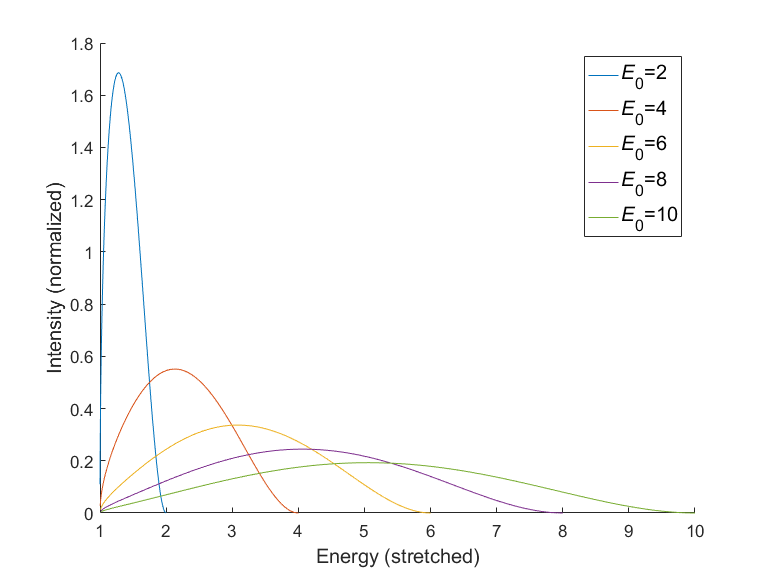 1.8
1.6
1.4
1.2
1
0.8
0.6
0.4
0.2
0
Intensity (normalized)
1 2 3 4 5 6 7 8 9 10
Energy (stretched)
E0=2
E0=4
E0=6
E0=8
E0=10